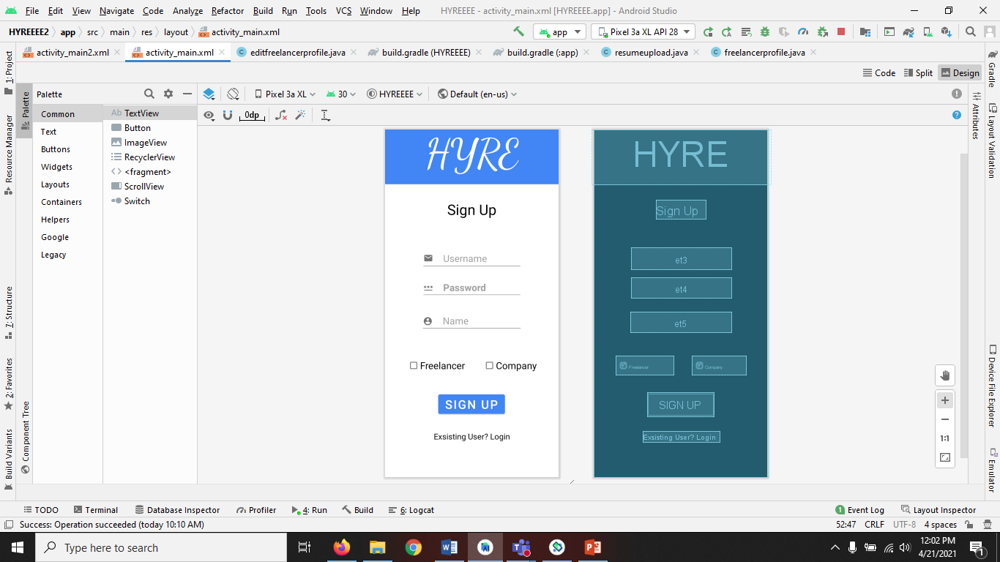 File Edit View Navigate Code Analyze Refactor Build Run Tools VCS Window Help HYREEEE - activity_main.xml [HYREEEE.app] - Android Studio
HYREEEE2 app src main res layout activity_main.xml app Pixel 3a XL API 28
activity_main2.xml activity_main.xml editfreelancerprofile.java build.gradle (HYREEEE) build.gradle (:app) resumeupload.java freelancerprofile.java
Code Split Design
1: Project
Resource Manager
7: Structure
2: Favorites
Build Variants
Palette
Component Tree
Palette
Common
Text
Buttons
Widgets
Layouts
Containers
Helpers
Google
Legacy
Ab TextView
Button
ImageView
RecyclerView
<fragment>
ScrollView
Switch
Pixel 3a XL 30 HYREEEE Default (en-us)
0dp
HYRE
Sign Up
Username
Password
Name
Freelancer Company
SIGN UP
Exsisting User? Login
HYRE
Sign Up
et3
et4
et5
Freelancer Company
SIGN UP
Exsisting User? Login
1:1
Attributes
Gradle
Layout Validation
Device File Explorer
Emulator
TODO Terminal Database Inspector Profiler 4: Run Build 6: Logcat 1 Event Log Layout Inspector
Success: Operation succeeded (today 10:10 AM) 52:47 CRLF UTF-8 4 spaces
Type here to search
12:02 PM
4/21/2021
1